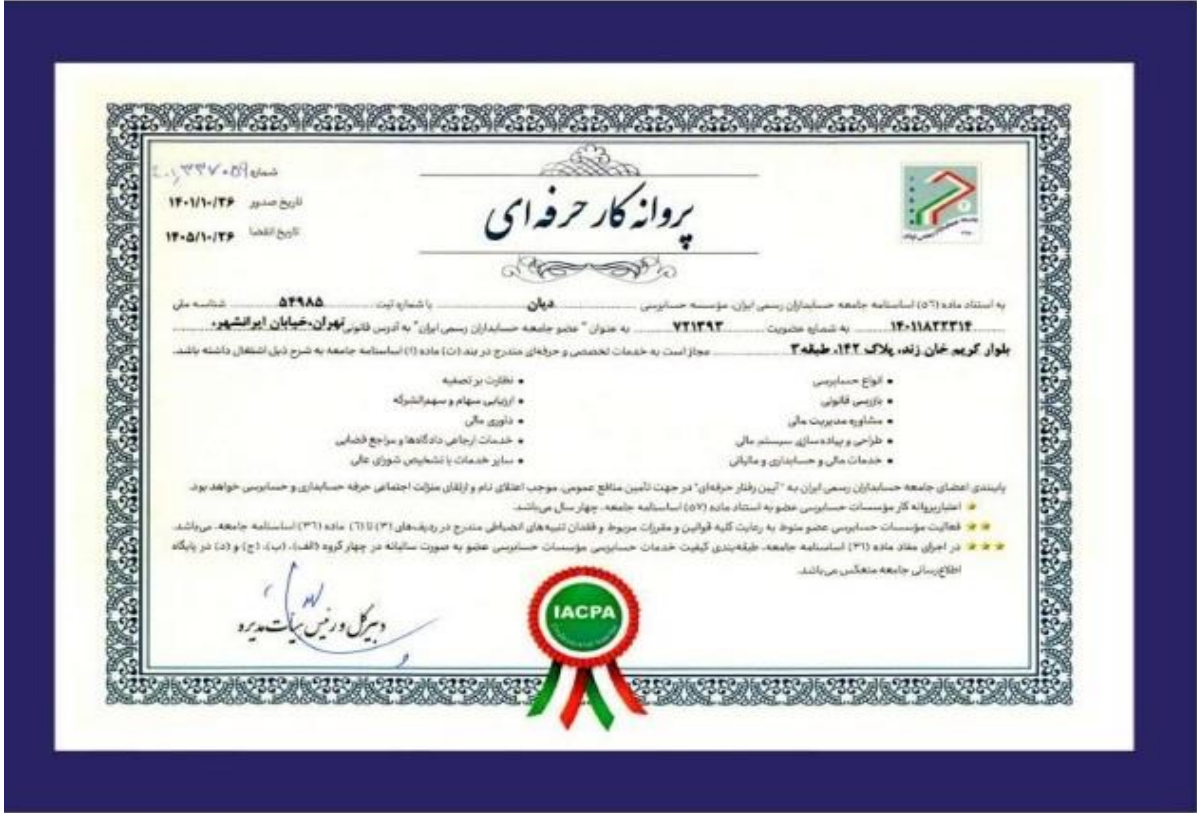 شماره ۴۰۱٫۳۳۷۰۵۹
تاریخ صدور ۱۴۰۱/۱۰/۲۶
تاریخ انقضا ۱۴۰۵/۱۰/۲۶
پروانه کار حرفه ای
به استناد ماده (٥٦) اساسنامه جامعه حسابداران رسمی ایران، مؤسسه حسابرسی دیان با شماره ثبت ۵۴۹۸۵ شناسه ملی
۱۴۰۱۱۸۲۲۳۱۴ به شماره عضویت ۷۲۱۳۹۳ به عنوان "عضو جامعه حسابداران رسمی ایران" به آدرس قانونی تهران،خیابان ایرانشهر،
بلوار کریم خان زند، پلاک ۱۴۲، طبقه۳ مجاز است به خدمات تخصصی و حرفه‌ای مندرج در بند (ت) ماده (۱) اساسنامه جامعه به شرح ذیل اشتغال داشته باشد.
• انواع حسابرسی
• بازرسی قانونی
• مشاوره مدیریت مالی
• طراحی و پیاده‌سازی سیستم مالی
• خدمات مالی و حسابداری و مالیاتی
• نظارت بر تصفیه
• ارزیابی سهام و سهم‌الشرکه
• داوری مالی
• خدمات ارجاعی دادگاه‌ها و مراجع قضایی
• سایر خدمات با تشخیص شورای عالی
پایبندی اعضای جامعه حسابداران رسمی ایران به "آیین رفتار حرفه‌ای" در جهت تأمین منافع عمومی، موجب اعتلای نام و ارتقای منزلت اجتماعی حرفه حسابداری و حسابرسی خواهد بود.
★ اعتبار پروانه کار مؤسسات حسابرسی عضو به استناد ماده (٥٧) اساسنامه جامعه، چهار سال می‌باشد.
★★ فعالیت مؤسسات حسابرسی عضو منوط به رعایت کلیه قوانین و مقررات مربوط و فقدان تنبیه‌های انضباطی مندرج در ردیف‌های (۳) تا (٦) ماده (۳٦) اساسنامه جامعه، می‌باشد.
★★★ در اجرای مفاد ماده (۳۱) اساسنامه جامعه، طبقه‌بندی کیفیت خدمات حسابرسی مؤسسات حسابرسی عضو به صورت سالیانه در چهار گروه (الف)، (ب)، (ج) و (د) در پایگاه
اطلاع‌رسانی جامعه منعکس می‌باشد.
دبیرکل و رئیس هیأت مدیره
IACPA